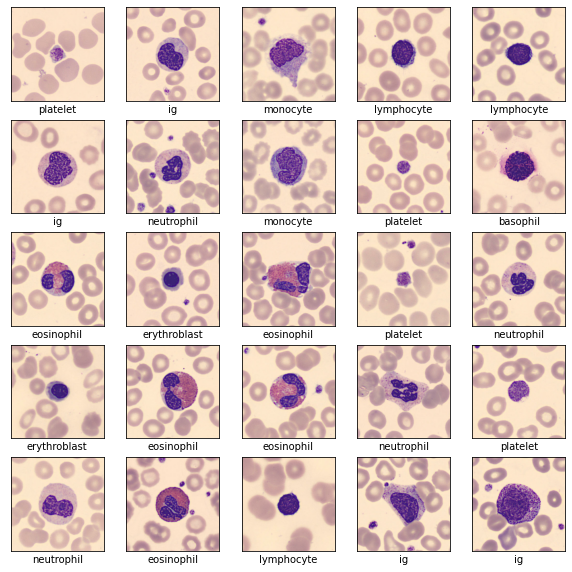 platelet
ig
monocyte
lymphocyte
lymphocyte
ig
neutrophil
monocyte
platelet
basophil
eosinophil
erythroblast
eosinophil
platelet
neutrophil
erythroblast
eosinophil
eosinophil
neutrophil
platelet
neutrophil
eosinophil
lymphocyte
ig
ig